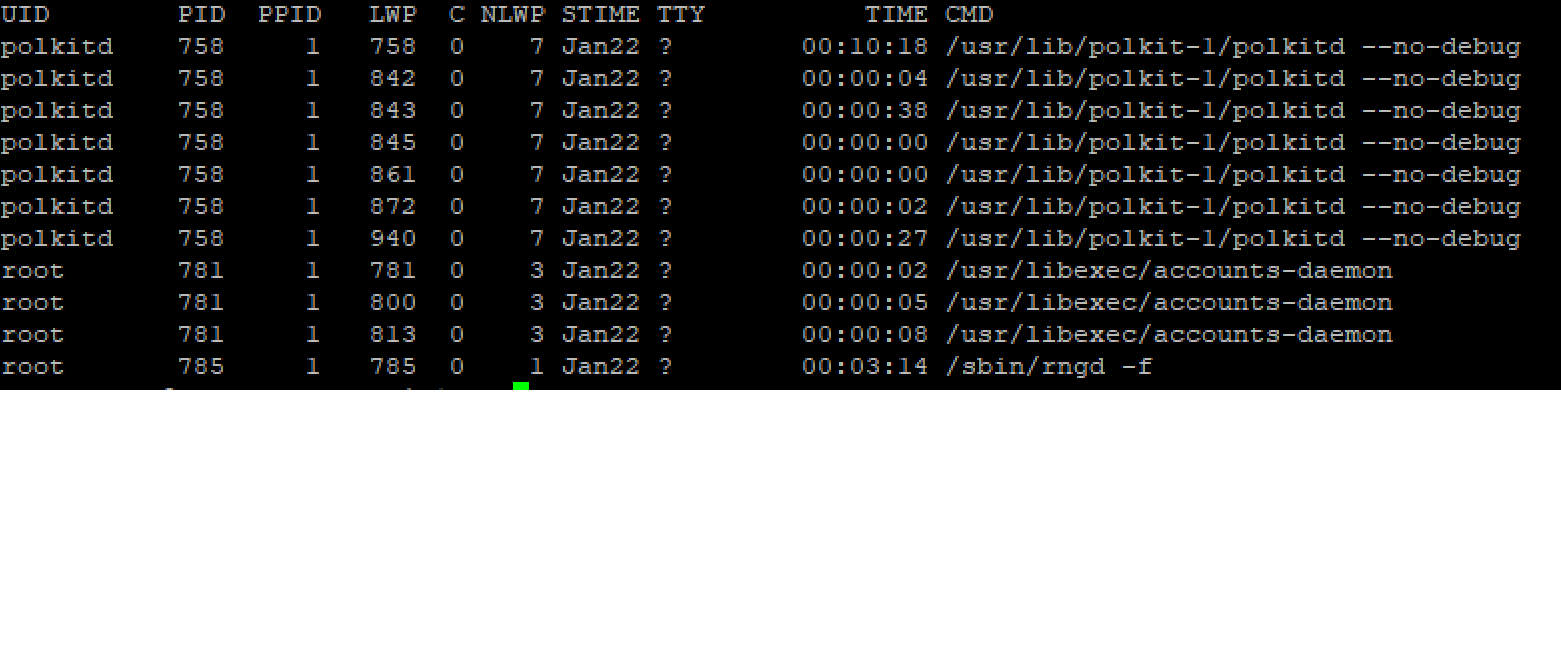 UID        PID  PPID   LWP  C NLWP STIME TTY          TIME CMD
polkitd    758     1   758  0    7 Jan22 ?        00:10:18 /usr/lib/polkit-1/polkitd --no-debug
polkitd    758     1   842  0    7 Jan22 ?        00:00:04 /usr/lib/polkit-1/polkitd --no-debug
polkitd    758     1   843  0    7 Jan22 ?        00:00:38 /usr/lib/polkit-1/polkitd --no-debug
polkitd    758     1   845  0    7 Jan22 ?        00:00:00 /usr/lib/polkit-1/polkitd --no-debug
polkitd    758     1   861  0    7 Jan22 ?        00:00:00 /usr/lib/polkit-1/polkitd --no-debug
polkitd    758     1   872  0    7 Jan22 ?        00:00:02 /usr/lib/polkit-1/polkitd --no-debug
polkitd    758     1   940  0    7 Jan22 ?        00:00:27 /usr/lib/polkit-1/polkitd --no-debug
root       781     1   781  0    3 Jan22 ?        00:00:02 /usr/libexec/accounts-daemon
root       781     1   800  0    3 Jan22 ?        00:00:05 /usr/libexec/accounts-daemon
root       781     1   813  0    3 Jan22 ?        00:00:08 /usr/libexec/accounts-daemon
root       785     1   785  0    1 Jan22 ?        00:03:14 /sbin/rngd -f